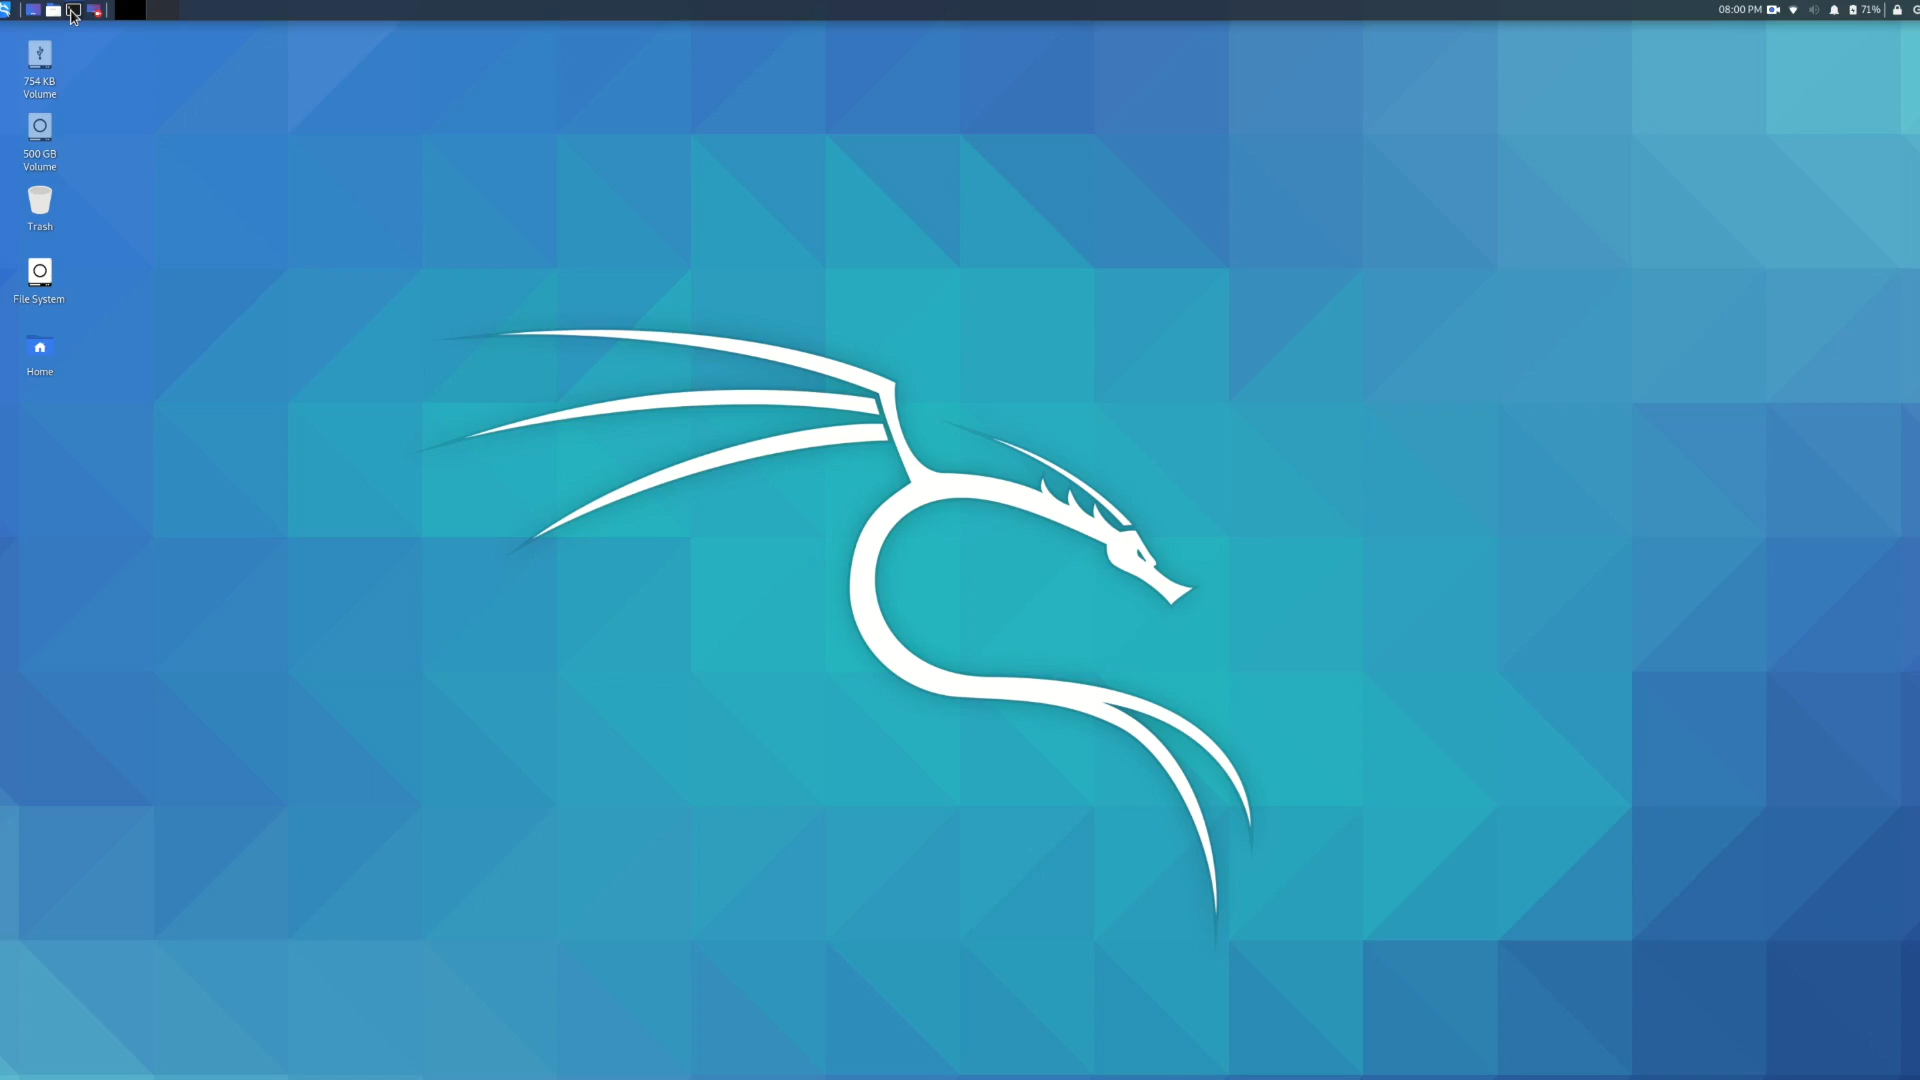 08:00 PM
71%
754 KB
Volume
500 GB
Volume
Trash
File System
Home